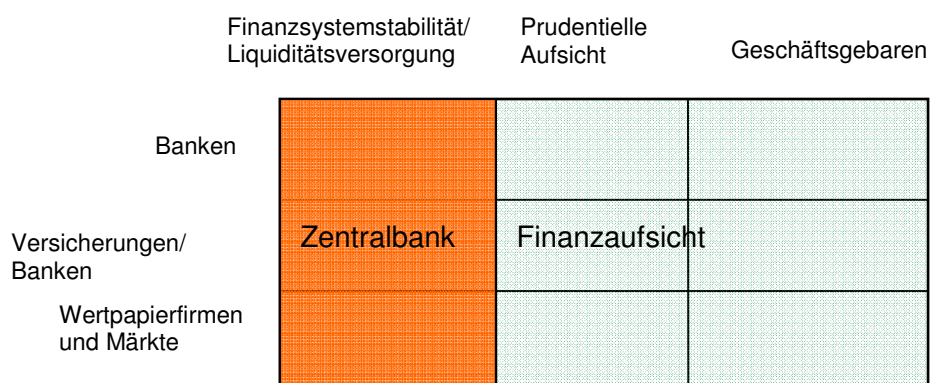 Finanzsystemstabilität/
Liquiditätsversorgung
Prudentielle
Aufsicht
Geschäftsgebaren
Banken
Versicherungen/
Banken
Zentralbank
Finanzaufsicht
Wertpapierfirmen
und Märkte